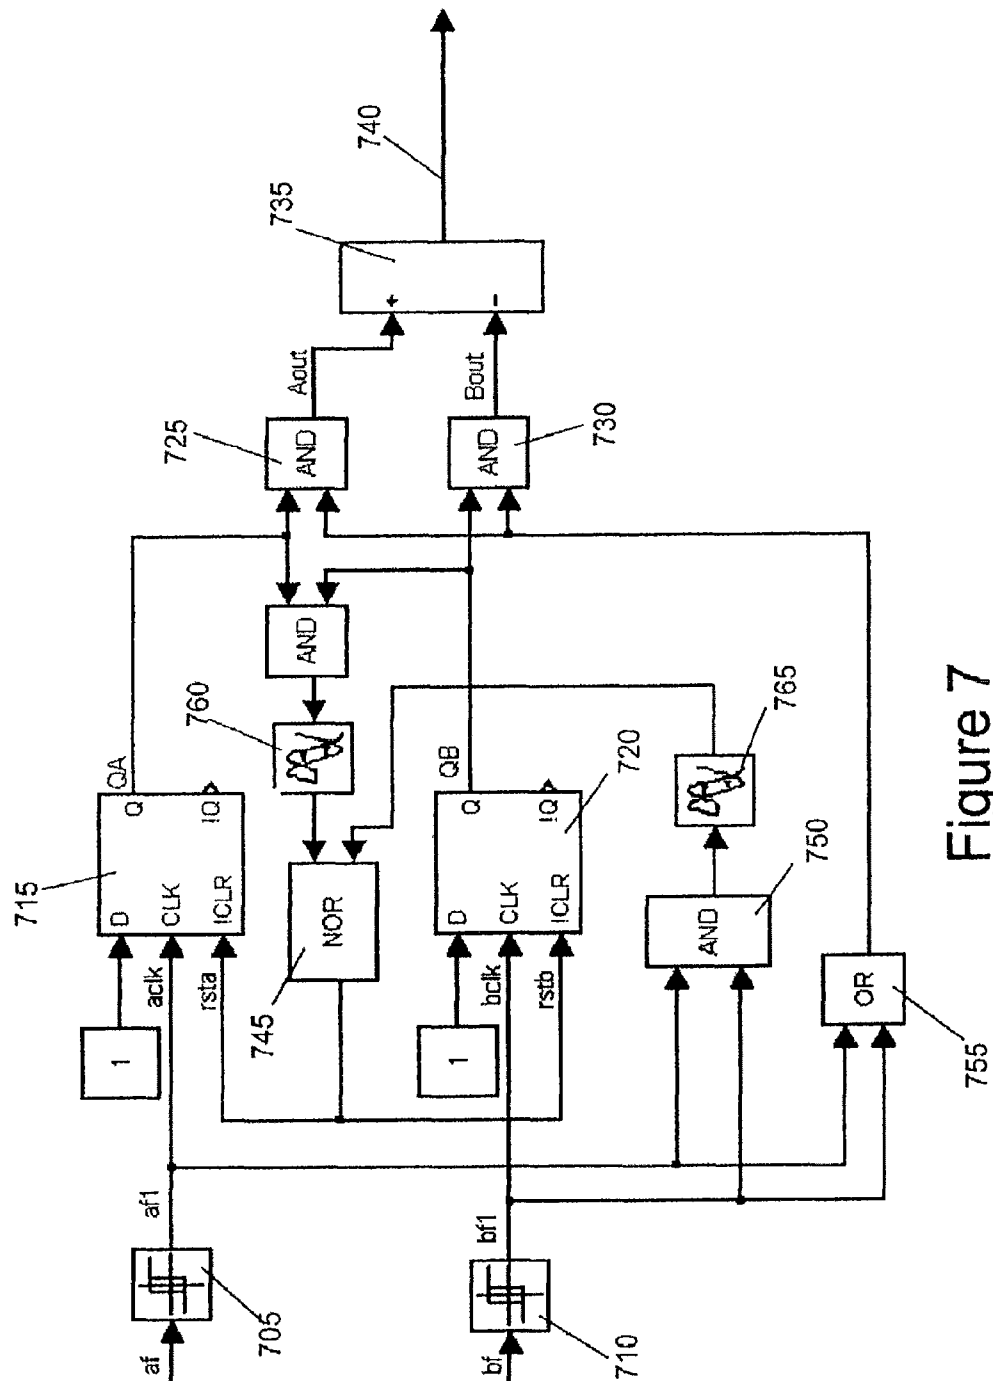 af
705
af1
1
D
aclk
CLK
rsta
!CLR
715
Q
QA
!Q
745
NOR
760
AND
725
AND
Aout
735
+
-
740
bf
710
bf1
1
D
bclk
CLK
rstb
!CLR
720
Q
QB
!Q
AND
730
Bout
AND
750
765
OR
755
Figure 7